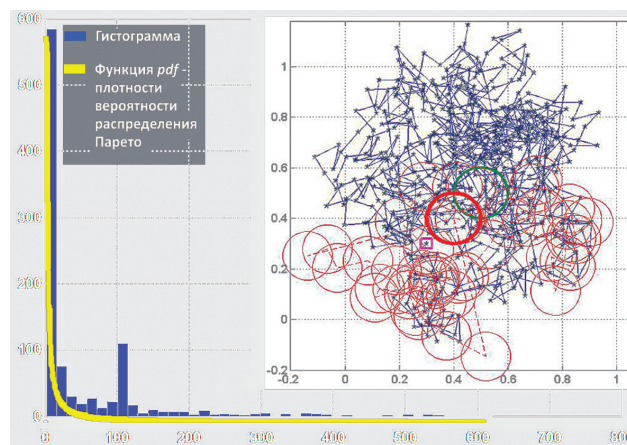 600
500
400
300
200
100
0
0 100 200 300 400 500 600 700 800
Гистограмма
Функция pdf -
плотности
вероятности
распределения
Парето
1
0.8
0.6
0.4
0.2
0
-0.2
-0.2 0 0.2 0.4 0.6 0.8 1